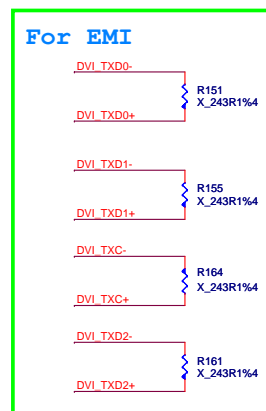 For EMI
DVI_TXD0-
R151
X_243R1%4
DVI_TXD0+
DVI_TXD1-
R155
X_243R1%4
DVI_TXD1+
DVI_TXC-
R164
X_243R1%4
DVI_TXC+
DVI_TXD2-
R161
X_243R1%4
DVI_TXD2+